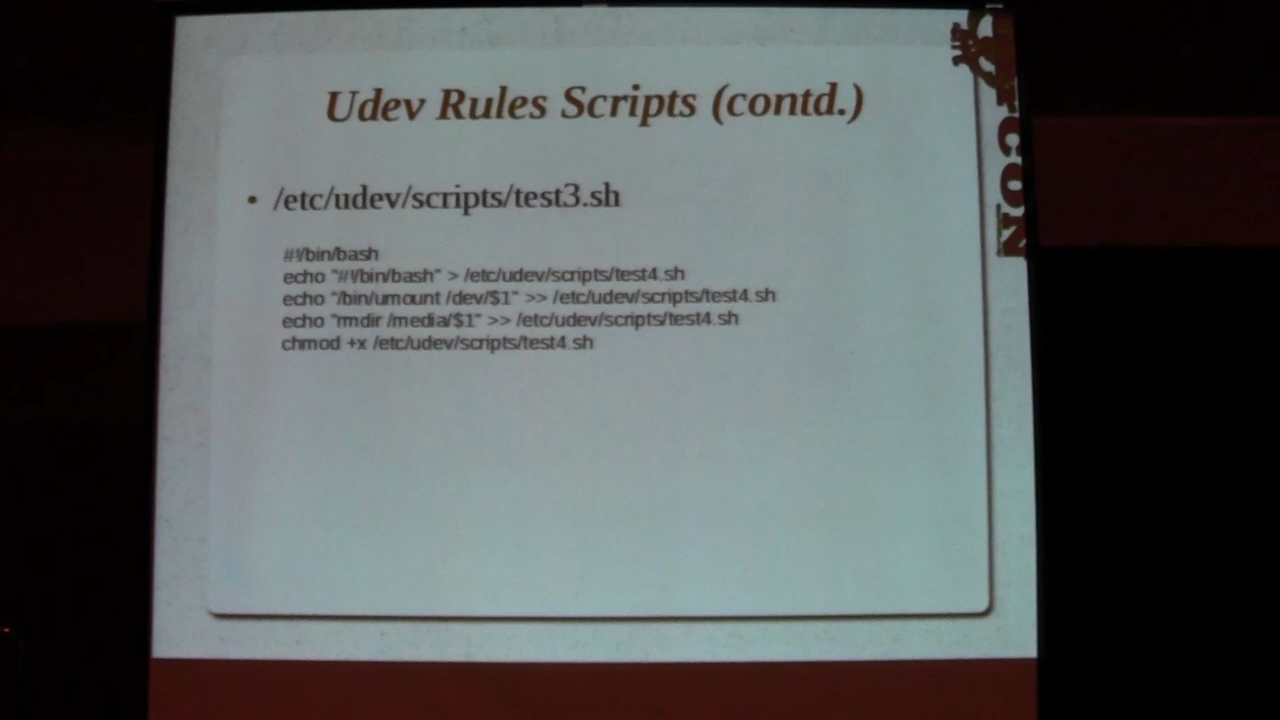 Udev Rules Scripts (contd.)
• /etc/udev/scripts/test3.sh
#!/bin/bash
echo "#!/bin/bash" > /etc/udev/scripts/test4.sh
echo "/bin/umount /dev/$1" >> /etc/udev/scripts/test4.sh
echo "rmdir /media/$1" >> /etc/udev/scripts/test4.sh
chmod +x /etc/udev/scripts/test4.sh